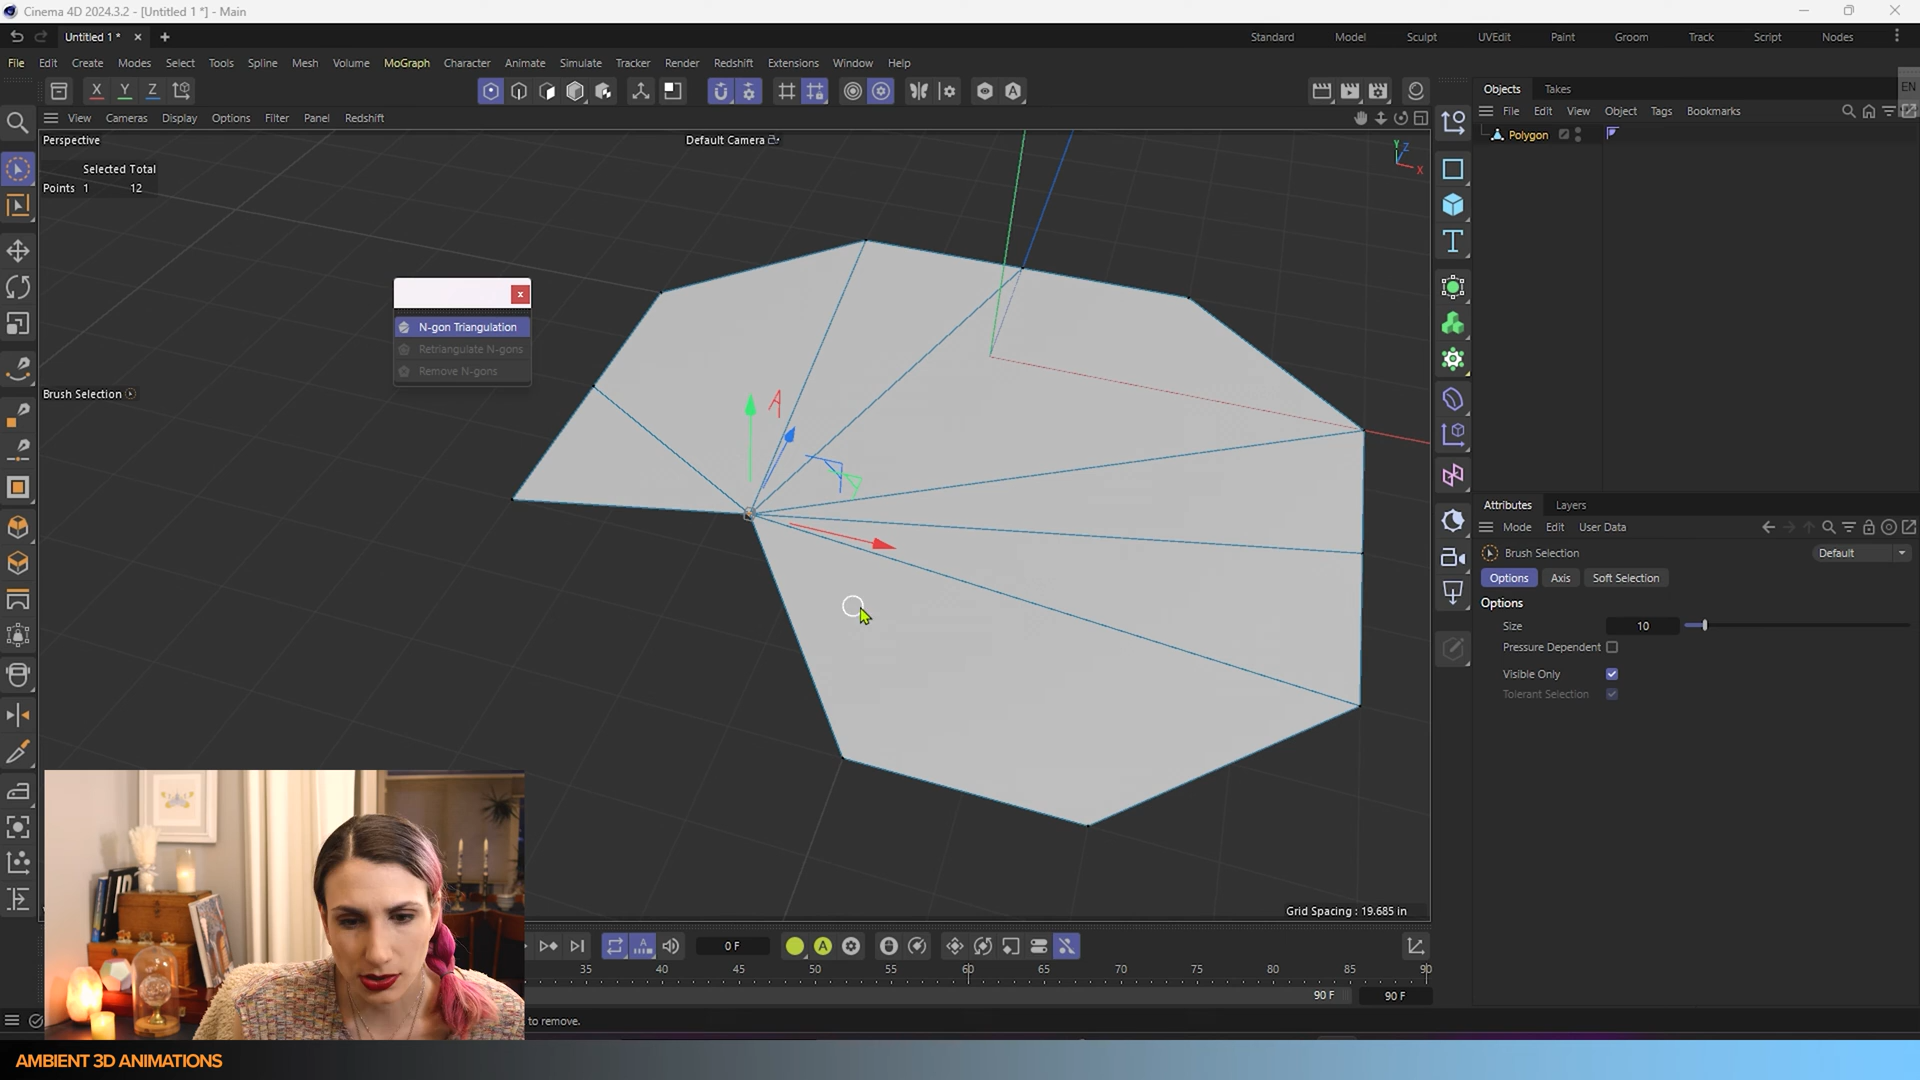 Cinema 4D 2024.3.2 - [Untitled 1 *] - Main
Untitled 1 *
Standard Model Sculpt UVEdit Paint Groom Track Script Nodes
File Edit Create Modes Select Tools Spline Mesh Volume MoGraph Character Animate Simulate Tracker Render Redshift Extensions Window Help
X Y Z
Objects Takes
EN
View Cameras Display Options Filter Panel Redshift
File Edit View Object Tags Bookmarks
Perspective
Default Camera
Polygon
Y Z X
Selected Total
Points 1 12
N-gon Triangulation
Retriangulate N-gons
Remove N-gons
Brush Selection
Attributes Layers
Mode Edit User Data
Brush Selection
Default
Options Axis Soft Selection
Options
Size 10
Pressure Dependent
Visible Only
Tolerant Selection
Grid Spacing : 19.685 in
0 F
35 40 45 50 55 60 65 70 75 80 85 90
90 F 90 F
to remove.
AMBIENT 3D ANIMATIONS